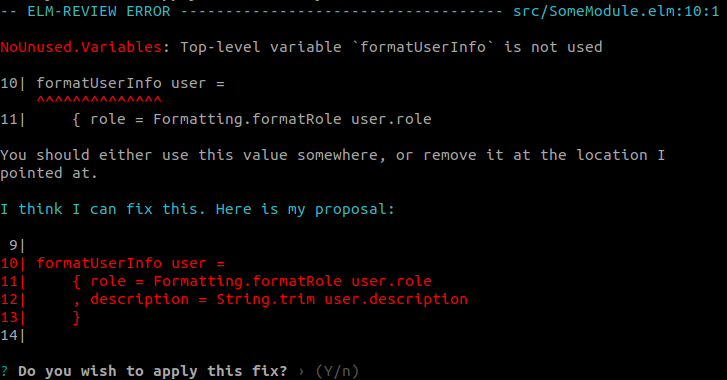 -- ELM-REVIEW ERROR ----------------------------------- src/SomeModule.elm:10:1
NoUnused.Variables: Top-level variable `formatUserInfo` is not used
10| formatUserInfo user =
^^^^^^^^^^^^^^
11|     { role = Formatting.formatRole user.role
You should either use this value somewhere, or remove it at the location I
pointed at.
I think I can fix this. Here is my proposal:
9|
10| formatUserInfo user =
11|     { role = Formatting.formatRole user.role
12|     , description = String.trim user.description
13|     }
14|
? Do you wish to apply this fix? › (Y/n)